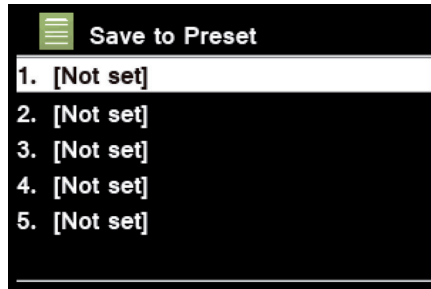 Save to Preset
1. [Not set]
2. [Not set]
3. [Not set]
4. [Not set]
5. [Not set]